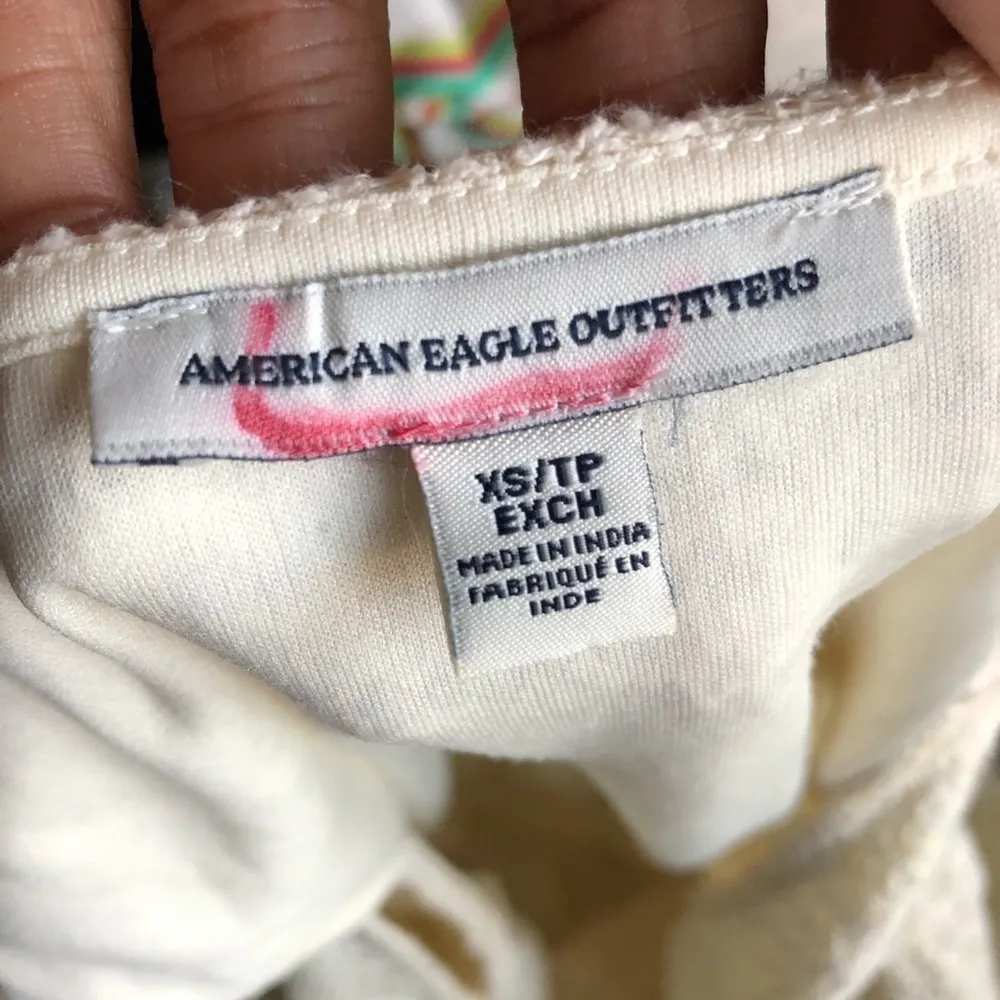 AMERICAN EAGLE OUTFITTERS
XS/TP
EXCH
MADE IN INDIA
FABRIQUÉ EN
INDE